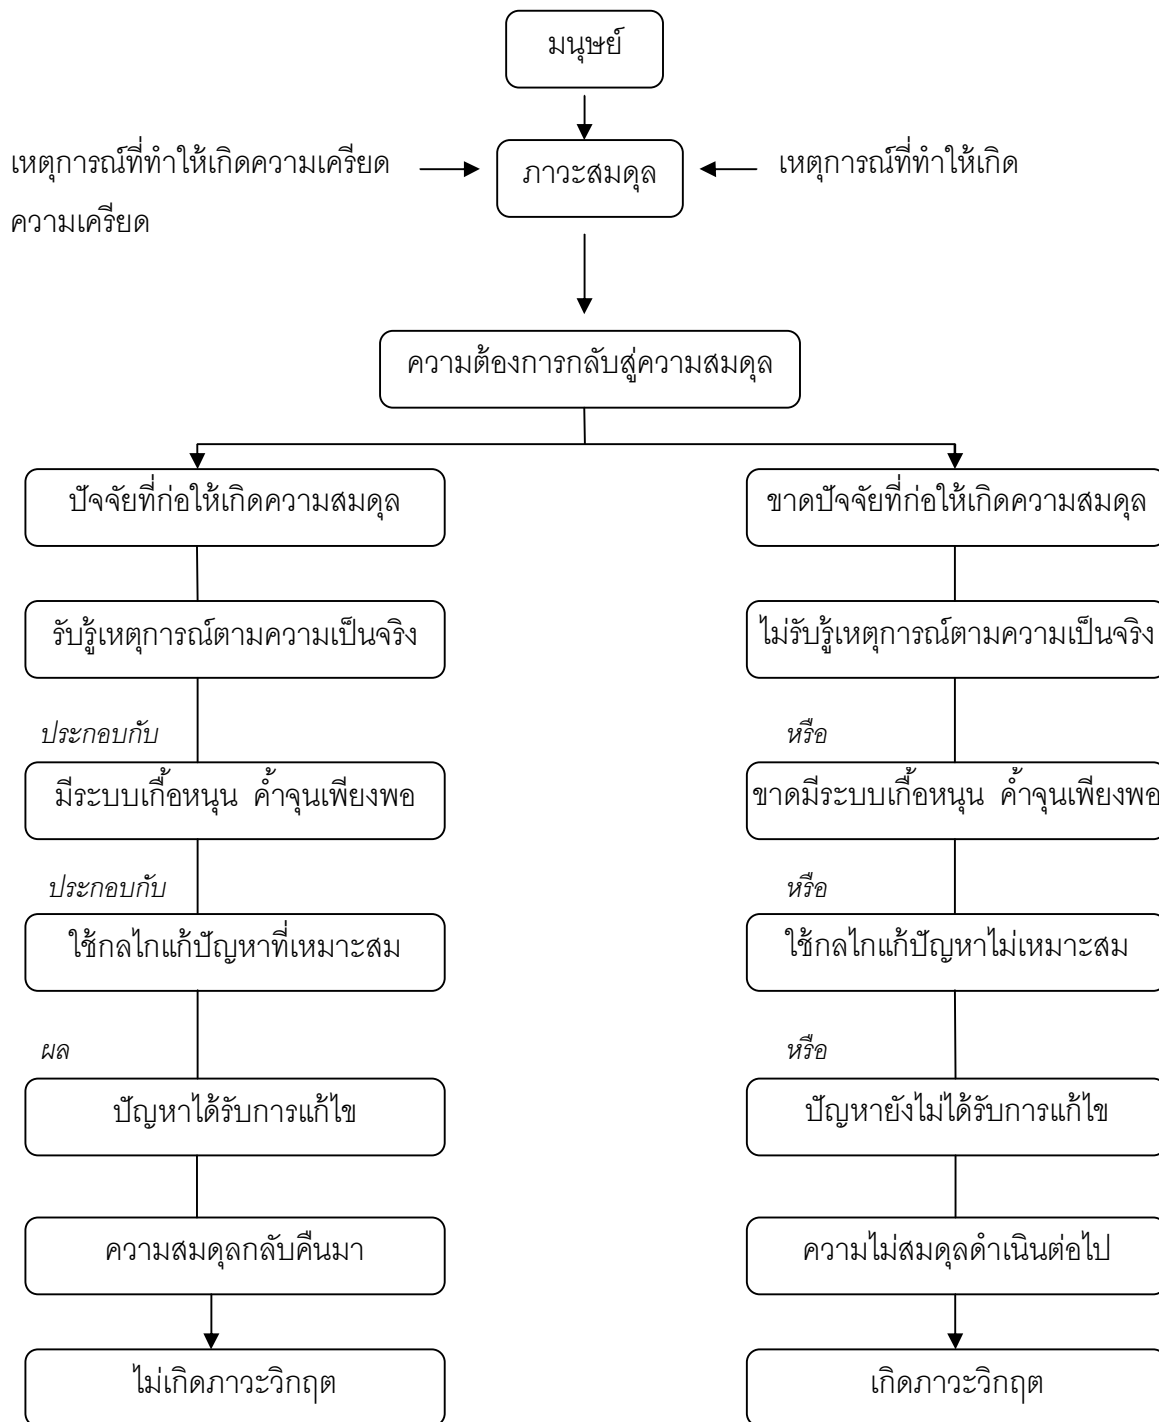 มนุษย์
เหตุการณ์ที่ทำให้เกิดความเครียด
ภาวะสมดุล
เหตุการณ์ที่ทำให้เกิด
ความเครียด
ความต้องการกลับสู่ความสมดุล
ปัจจัยที่ก่อให้เกิดความสมดุล
ขาดปัจจัยที่ก่อให้เกิดความสมดุล
รับรู้เหตุการณ์ตามความเป็นจริง
ไม่รับรู้เหตุการณ์ตามความเป็นจริง
ประกอบกับ
หรือ
มีระบบเกื้อหนุน ค้ำจุนเพียงพอ
ขาดมีระบบเกื้อหนุน ค้ำจุนเพียงพอ
ประกอบกับ
หรือ
ใช้กลไกแก้ปัญหาที่เหมาะสม
ใช้กลไกแก้ปัญหาไม่เหมาะสม
ผล
หรือ
ปัญหาได้รับการแก้ไข
ปัญหายังไม่ได้รับการแก้ไข
ความสมดุลกลับคืนมา
ความไม่สมดุลดำเนินต่อไป
ไม่เกิดภาวะวิกฤต
เกิดภาวะวิกฤต